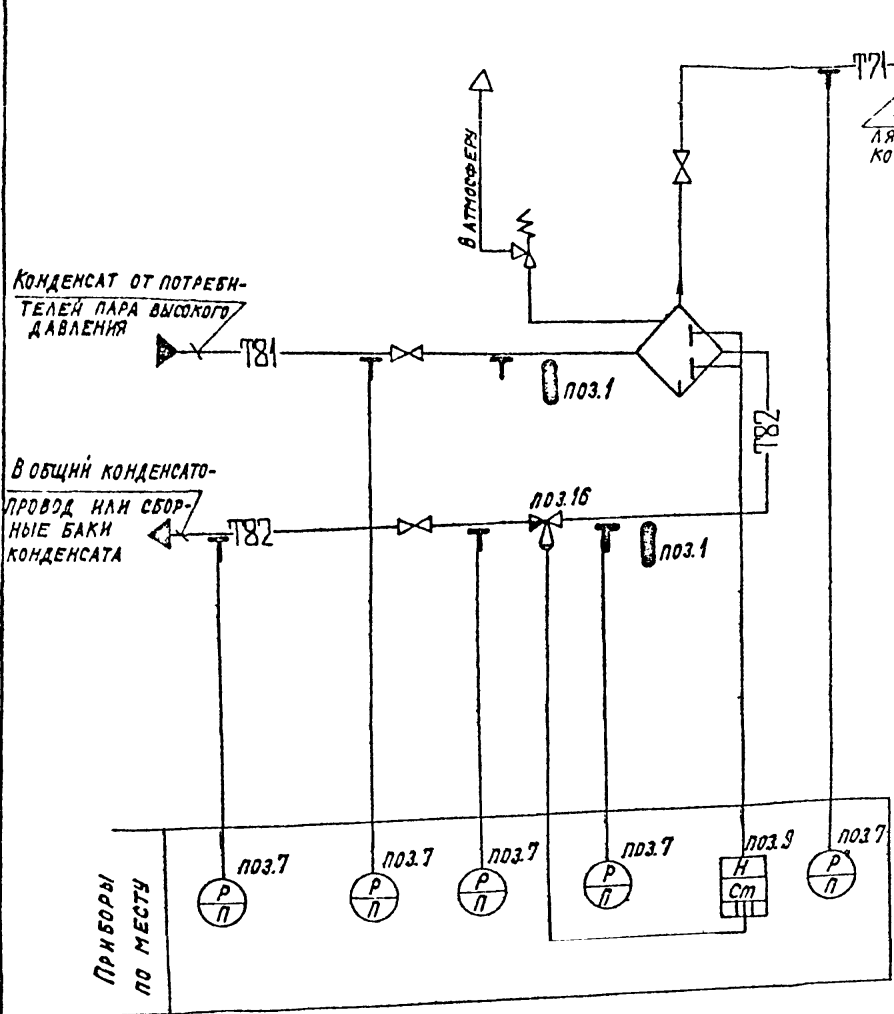 Т71
ЛЯ
КО
В АТМОСФЕРУ
КОНДЕНСАТ ОТ ПОТРЕБИ-
ТЕЛЕЙ ПАРА ВЫСОКОГО
ДАВЛЕНИЯ
Т81
ПОЗ.1
Т82
В ОБЩИЙ КОНДЕНСАТО-
ПРОВОД ИЛИ СБОР-
НЫЕ БАКИ
КОНДЕНСАТА
Т82
ПОЗ.16
ПОЗ.1
ПРИБОРЫ
ПО МЕСТУ
ПОЗ.7
Р
П
ПОЗ.7
Р
П
ПОЗ.7
Р
П
ПОЗ.7
Р
П
ПОЗ.9
Н
Ст
ПОЗ.7
Р
П